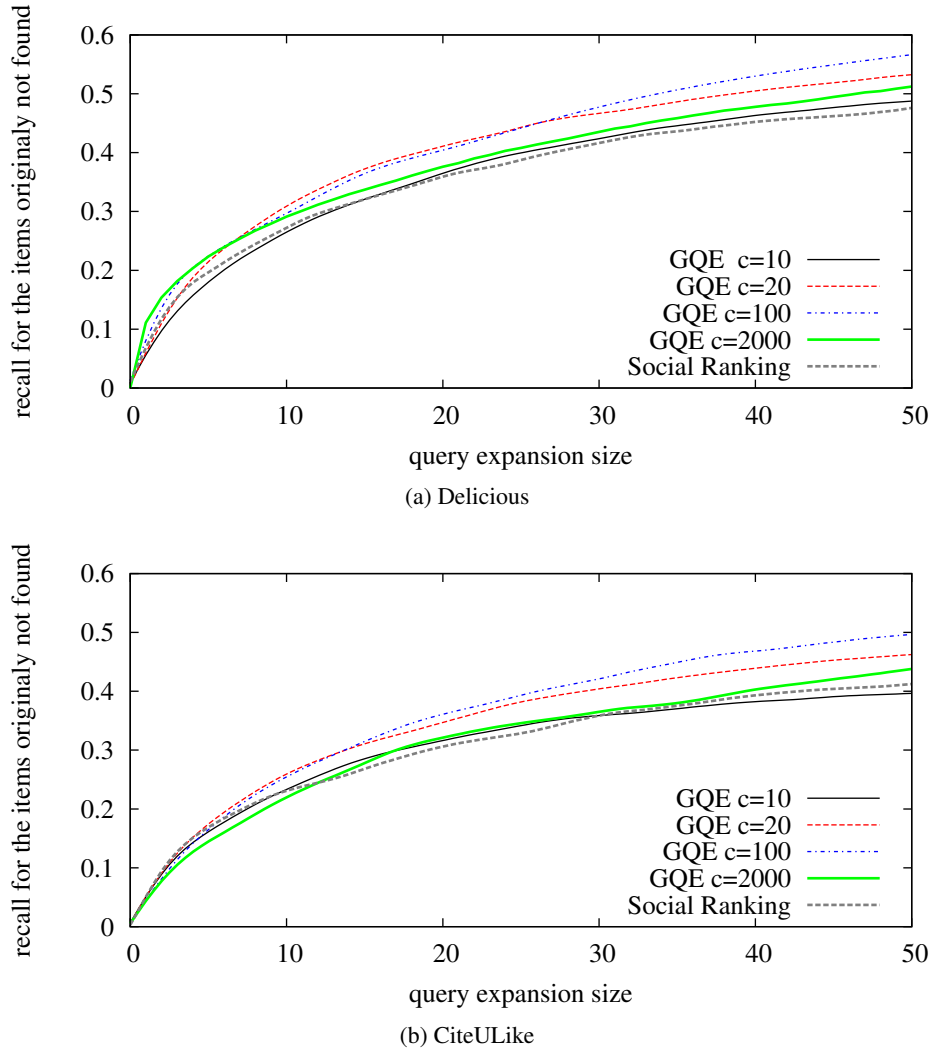 0.6
0.5
0.4
0.3
0.2
0.1
0
recall for the items originaly not found
GQE c=10
GQE c=20
GQE c=100
GQE c=2000
Social Ranking
0 10 20 30 40 50
query expansion size
(a) Delicious
0.6
0.5
0.4
0.3
0.2
0.1
0
recall for the items originaly not found
GQE c=10
GQE c=20
GQE c=100
GQE c=2000
Social Ranking
0 10 20 30 40 50
query expansion size
(b) CiteULike